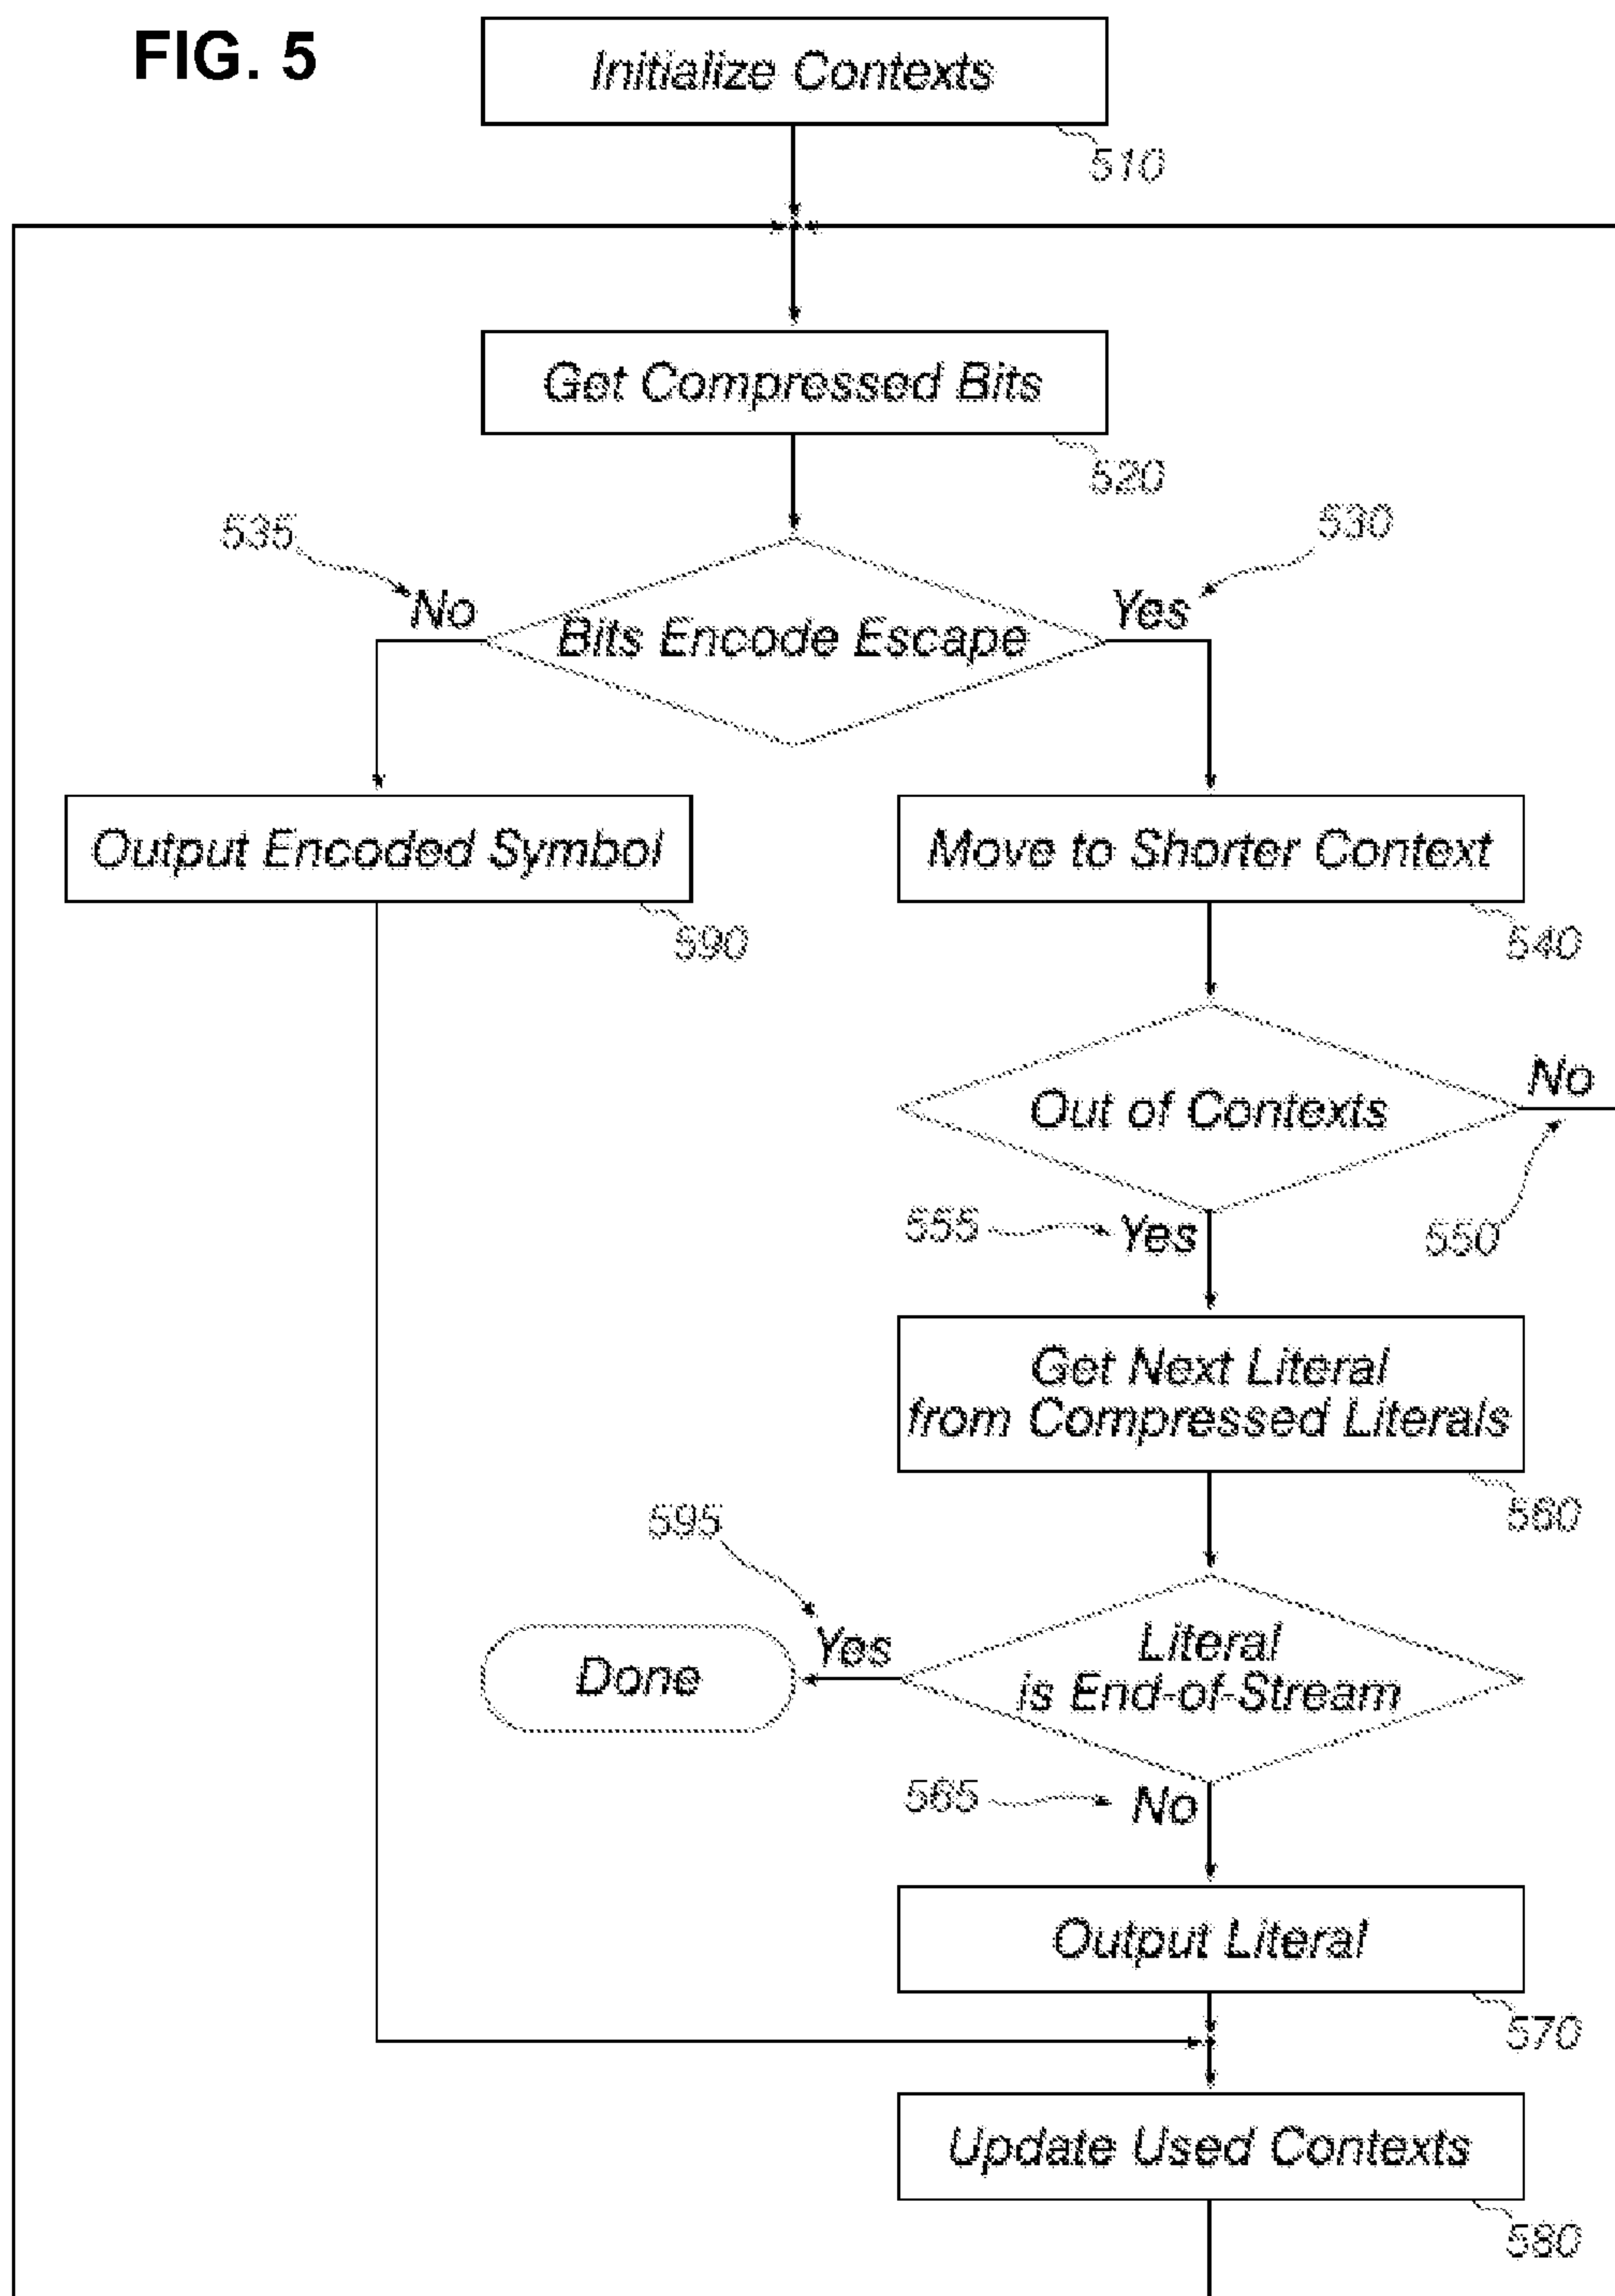 FIG. 5
Initialize Contexts
510
Get Compressed Bits
520
535
530
No
Yes
Bits Encode Escape
Output Encoded Symbol
590
Move to Shorter Context
540
Out of Contexts
No
555
Yes
550
Get Next Literal
from Compressed Literals
560
595
Done
Yes
Literal
is End-of-Stream
565
No
Output Literal
570
Update Used Contexts
580